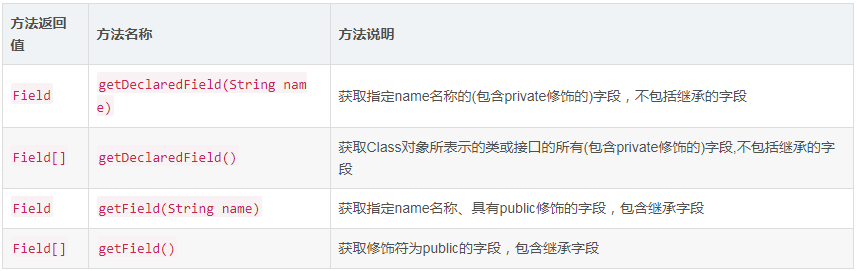 方法返回值 方法名称 方法说明
Field getDeclaredField(String name) 获取指定name名称的(包含private修饰的)字段，不包括继承的字段
Field[] getDeclaredField() 获取Class对象所表示的类或接口的所有(包含private修饰的)字段,不包括继承的字段
Field getField(String name) 获取指定name名称、具有public修饰的字段，包含继承字段
Field[] getField() 获取修饰符为public的字段，包含继承字段